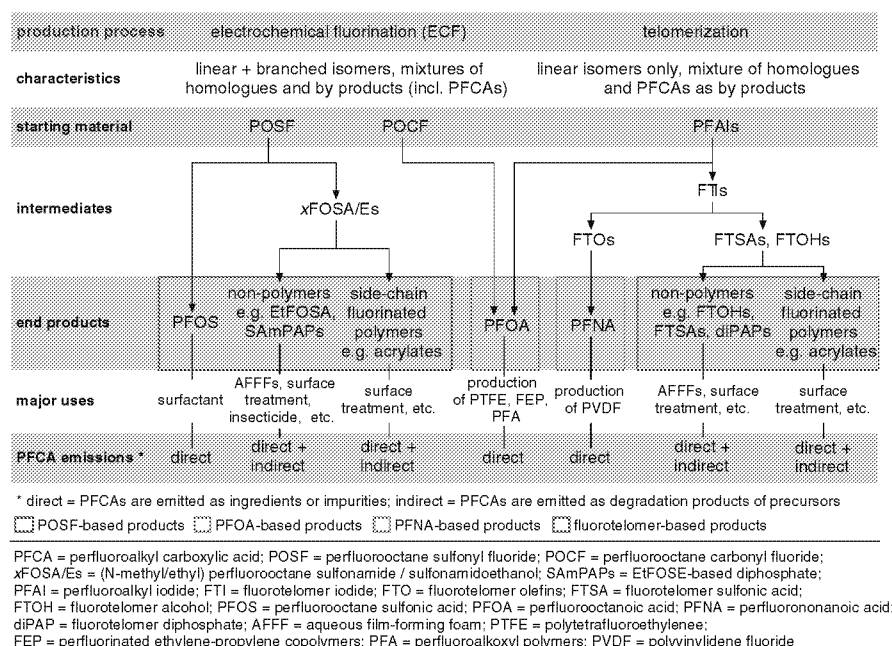 production process electrochemical fluorination (ECF) telomerization
characteristics linear + branched isomers, mixtures of homologues and by products (incl. PFCAs) linear isomers only, mixture of homologues and PFCAs as by products
starting material POSF POCF PFAIs
intermediates
xFOSA/Es
FTIs
FTOs FTSAs, FTOHs
end products
PFOS
non-polymers
e.g. EtFOSA,
SAmPAPs
side-chain
fluorinated
polymers
e.g. acrylates
PFOA
PFNA
non-polymers
e.g. FTOHs,
FTSAs, diPAPs
side-chain
fluorinated
polymers
e.g. acrylates
major uses
surfactant
AFFFs, surface
treatment,
insecticide, etc.
surface
treatment, etc.
production
of PTFE, FEP,
PFA
production
of PVDF
AFFFs, surface
treatment, etc.
surface
treatment, etc.
PFCA emissions *
direct
direct +
indirect
direct +
indirect
direct
direct
direct +
indirect
direct +
indirect
* direct = PFCAs are emitted as ingredients or impurities; indirect = PFCAs are emitted as degradation products of precursors
POSF-based products PFOA-based products PFNA-based products fluorotelomer-based products
PFCA = perfluoroalkyl carboxylic acid; POSF = perfluorooctane sulfonyl fluoride; POCF = perfluorooctane carbonyl fluoride;
xFOSA/Es = (N-methyl/ethyl) perfluorooctane sulfonamide / sulfonamidoethanol; SAmPAPs = EtFOSE-based diphosphate;
PFAI = perfluoroalkyl iodide; FTI = fluorotelomer iodide; FTO = fluorotelomer olefins; FTSA = fluorotelomer sulfonic acid;
FTOH = fluorotelomer alcohol; PFOS = perfluorooctane sulfonic acid; PFOA = perfluorooctanoic acid; PFNA = perfluorononanoic acid;
diPAP = fluorotelomer diphosphate; AFFF = aqueous film-forming foam; PTFE = polytetrafluoroethylenee;
FEP = perfluorinated ethylene-propylene copolymers; PFA = perfluoroalkoxyl polymers; PVDF = polyvinylidene fluoride